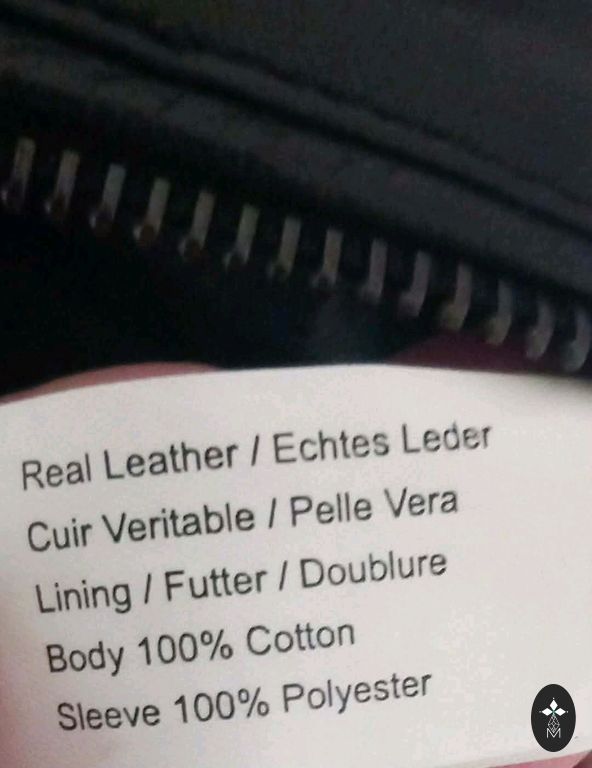 Real Leather / Echtes Leder
Cuir Veritable / Pelle Vera
Lining / Futter / Doublure
Body 100% Cotton
Sleeve 100% Polyester
M